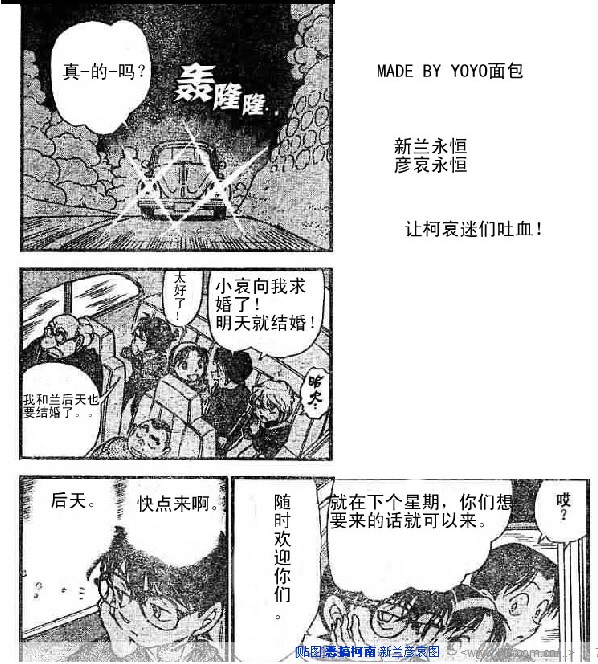 真-的-吗？
轰隆隆..
MADE BY YOYO面包
新兰永恒
彦哀永恒
让柯哀迷们吐血！
太好了！
小哀向我求
婚了！
明天就结婚！
我和兰后天也
要结婚了。。
后天。
快点来啊。
随时欢迎你们。
就在下个星期，你们想
要来的话就可以来。
哎？
贴图恶搞柯南 新兰彦哀图